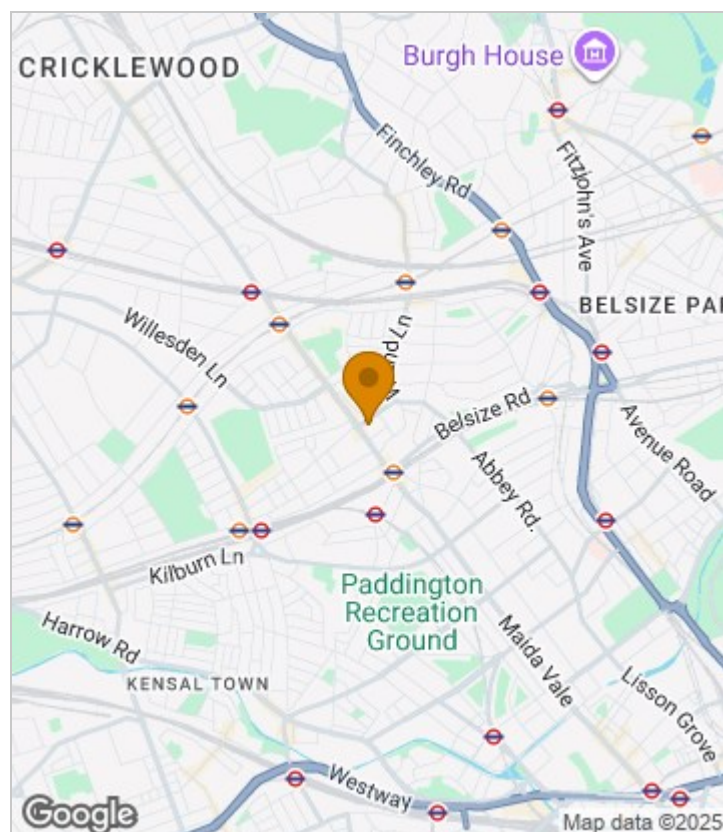 CRICKLEWOOD
Burgh House
Finchley Rd
Fitzjohn's Ave
BELSIZE PAR
Willesden Ln
Belsize Rd
Avenue Road
Abbey Rd.
Kilburn Ln
Paddington
Recreation
Ground
Harrow Rd
Maida Vale
KENSAL TOWN
Lisson Grove
Westway
Google
Map data ©2025